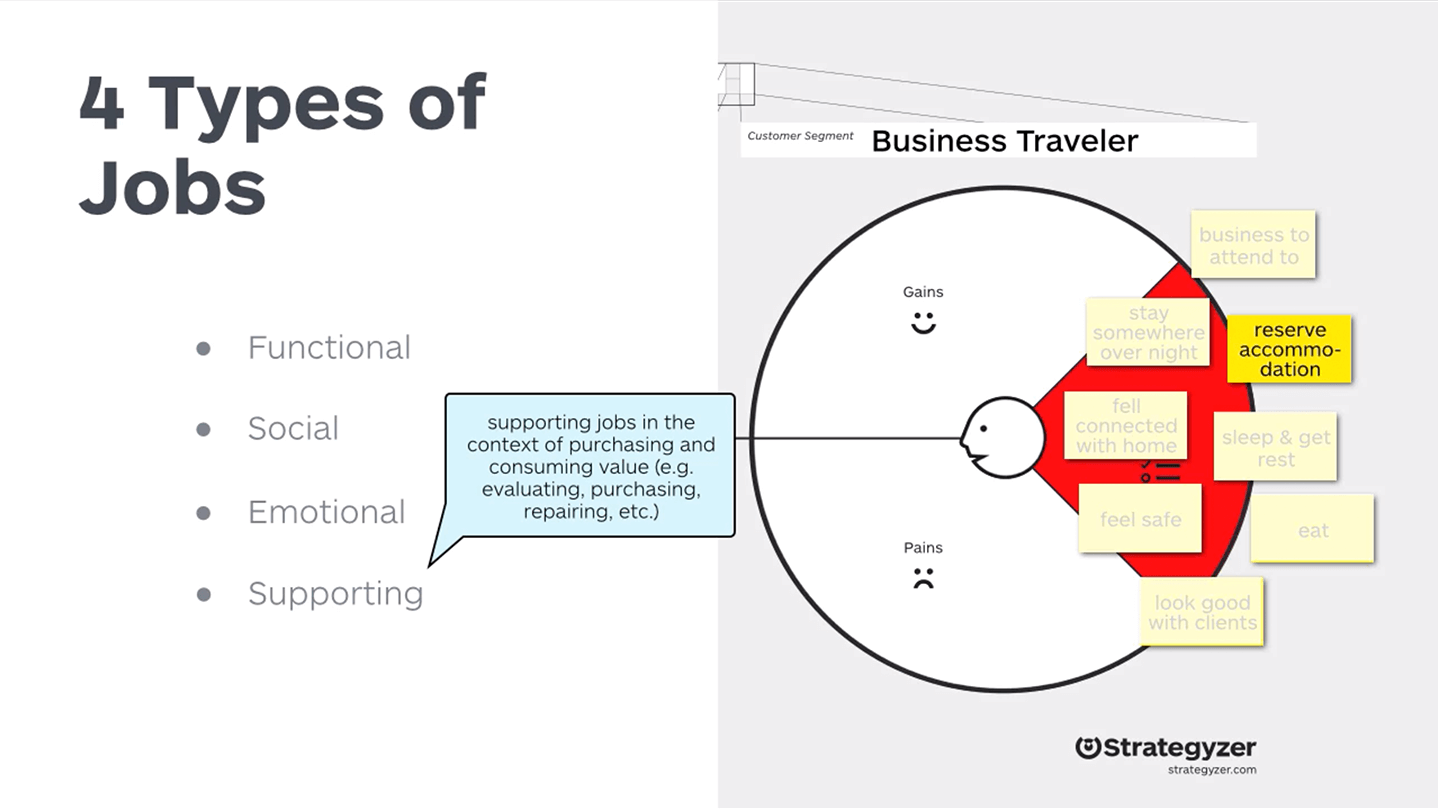 4 Types of
Jobs
Functional
Social
Emotional
Supporting
supporting jobs in the
context of purchasing and
consuming value (e.g.
evaluating, purchasing,
repairing, etc.)
Customer Segment
Business Traveler
Gains
Pains
business to
attend to
stay
somewhere
over night
reserve
accommo-
dation
fell
connected
with home
sleep & get
rest
feel safe
eat
look good
with clients
Strategyzer
strategyzer.com